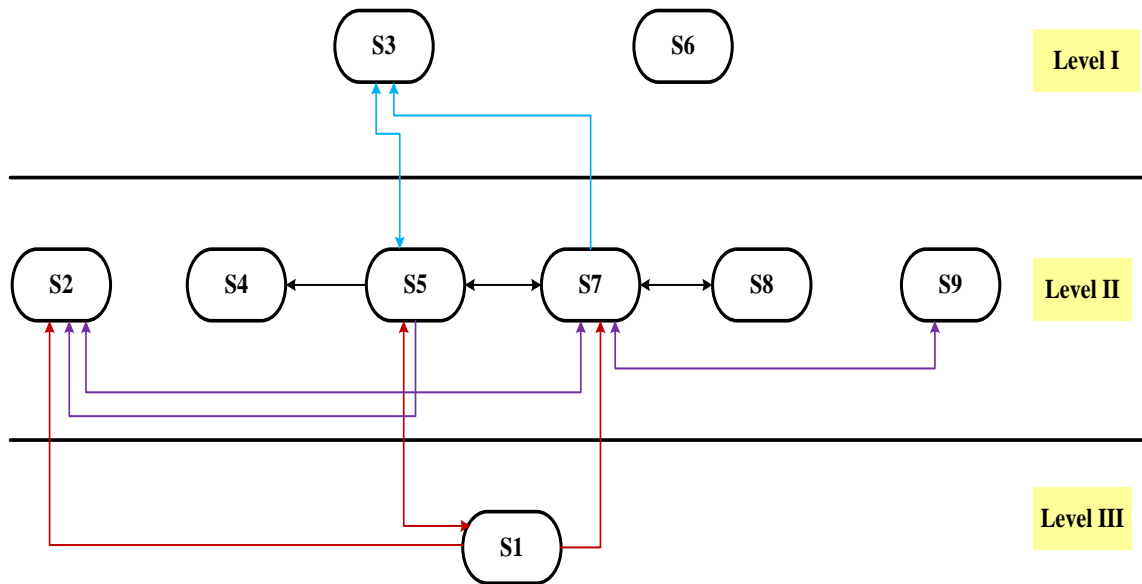 S3
S6
Level I
S2
S4
S5
S7
S8
S9
Level II
S1
Level III